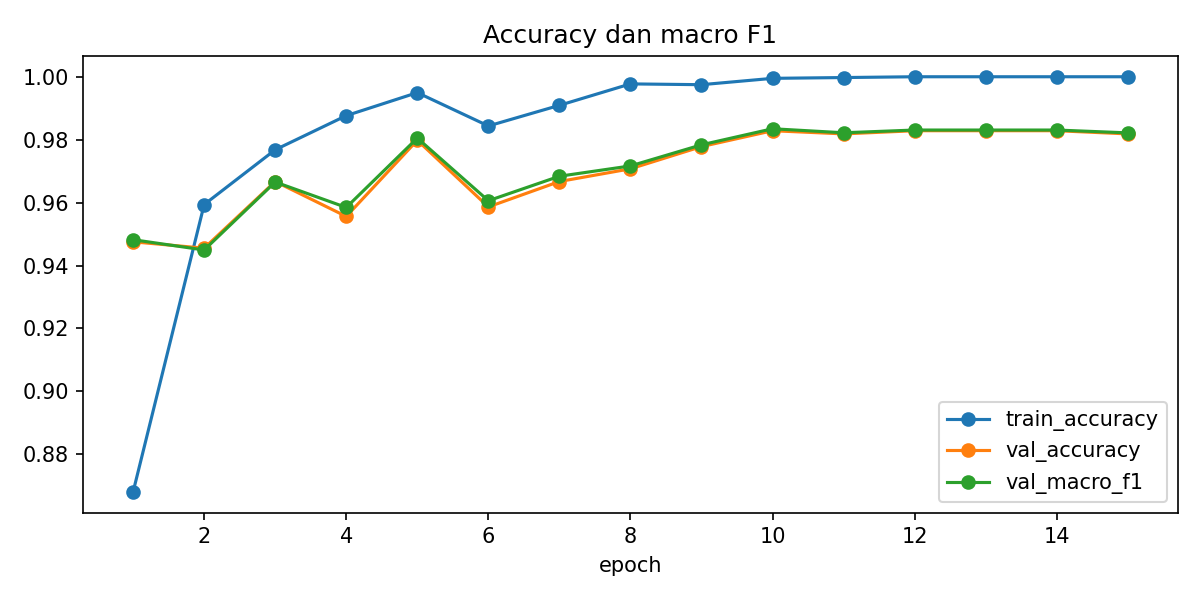 Accuracy dan macro F1
1.00
0.98
0.96
0.94
0.92
0.90
0.88
train_accuracy
val_accuracy
val_macro_f1
2 4 6 8 10 12 14
epoch